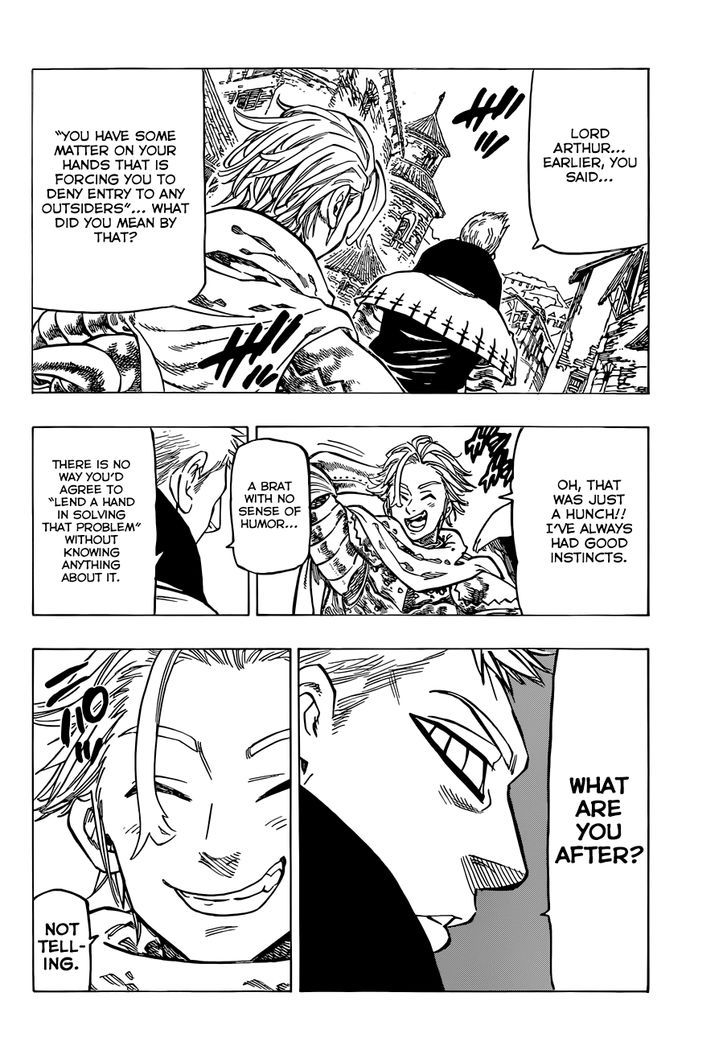 LORD
ARTHUR...
EARLIER, YOU
SAID...
"YOU HAVE SOME
MATTER ON YOUR
HANDS THAT IS
FORCING YOU TO
DENY ENTRY TO ANY
OUTSIDERS"... WHAT
DID YOU MEAN BY
THAT?
OH, THAT
WAS JUST
A HUNCH!!
I'VE ALWAYS
HAD GOOD
INSTINCTS.
A BRAT
WITH NO
SENSE OF
HUMOR...
THERE IS NO
WAY YOU'D
AGREE TO
"LEND A HAND
IN SOLVING
THAT PROBLEM"
WITHOUT
KNOWING
ANYTHING
ABOUT IT.
WHAT
ARE
YOU
AFTER?
NOT
TELL-
ING.